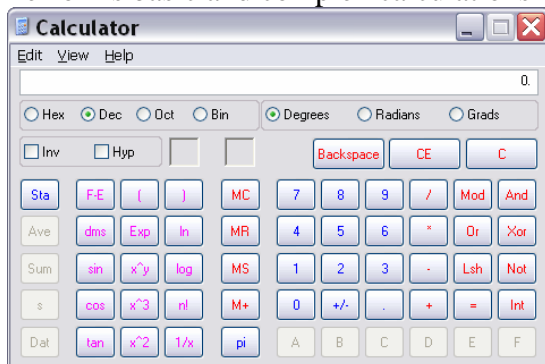 Calculator
Edit View Help
0.
Hex Dec Oct Bin Degrees Radians Grads
Inv Hyp Backspace CE C
Sta F-E ( ) MC 7 8 9 / Mod And
Ave dms Exp ln MR 4 5 6 * Or Xor
Sum sin x^y log MS 1 2 3 - Lsh Not
s cos x^3 n! M+ 0 +/- . + = Int
Dat tan x^2 1/x pi A B C D E F